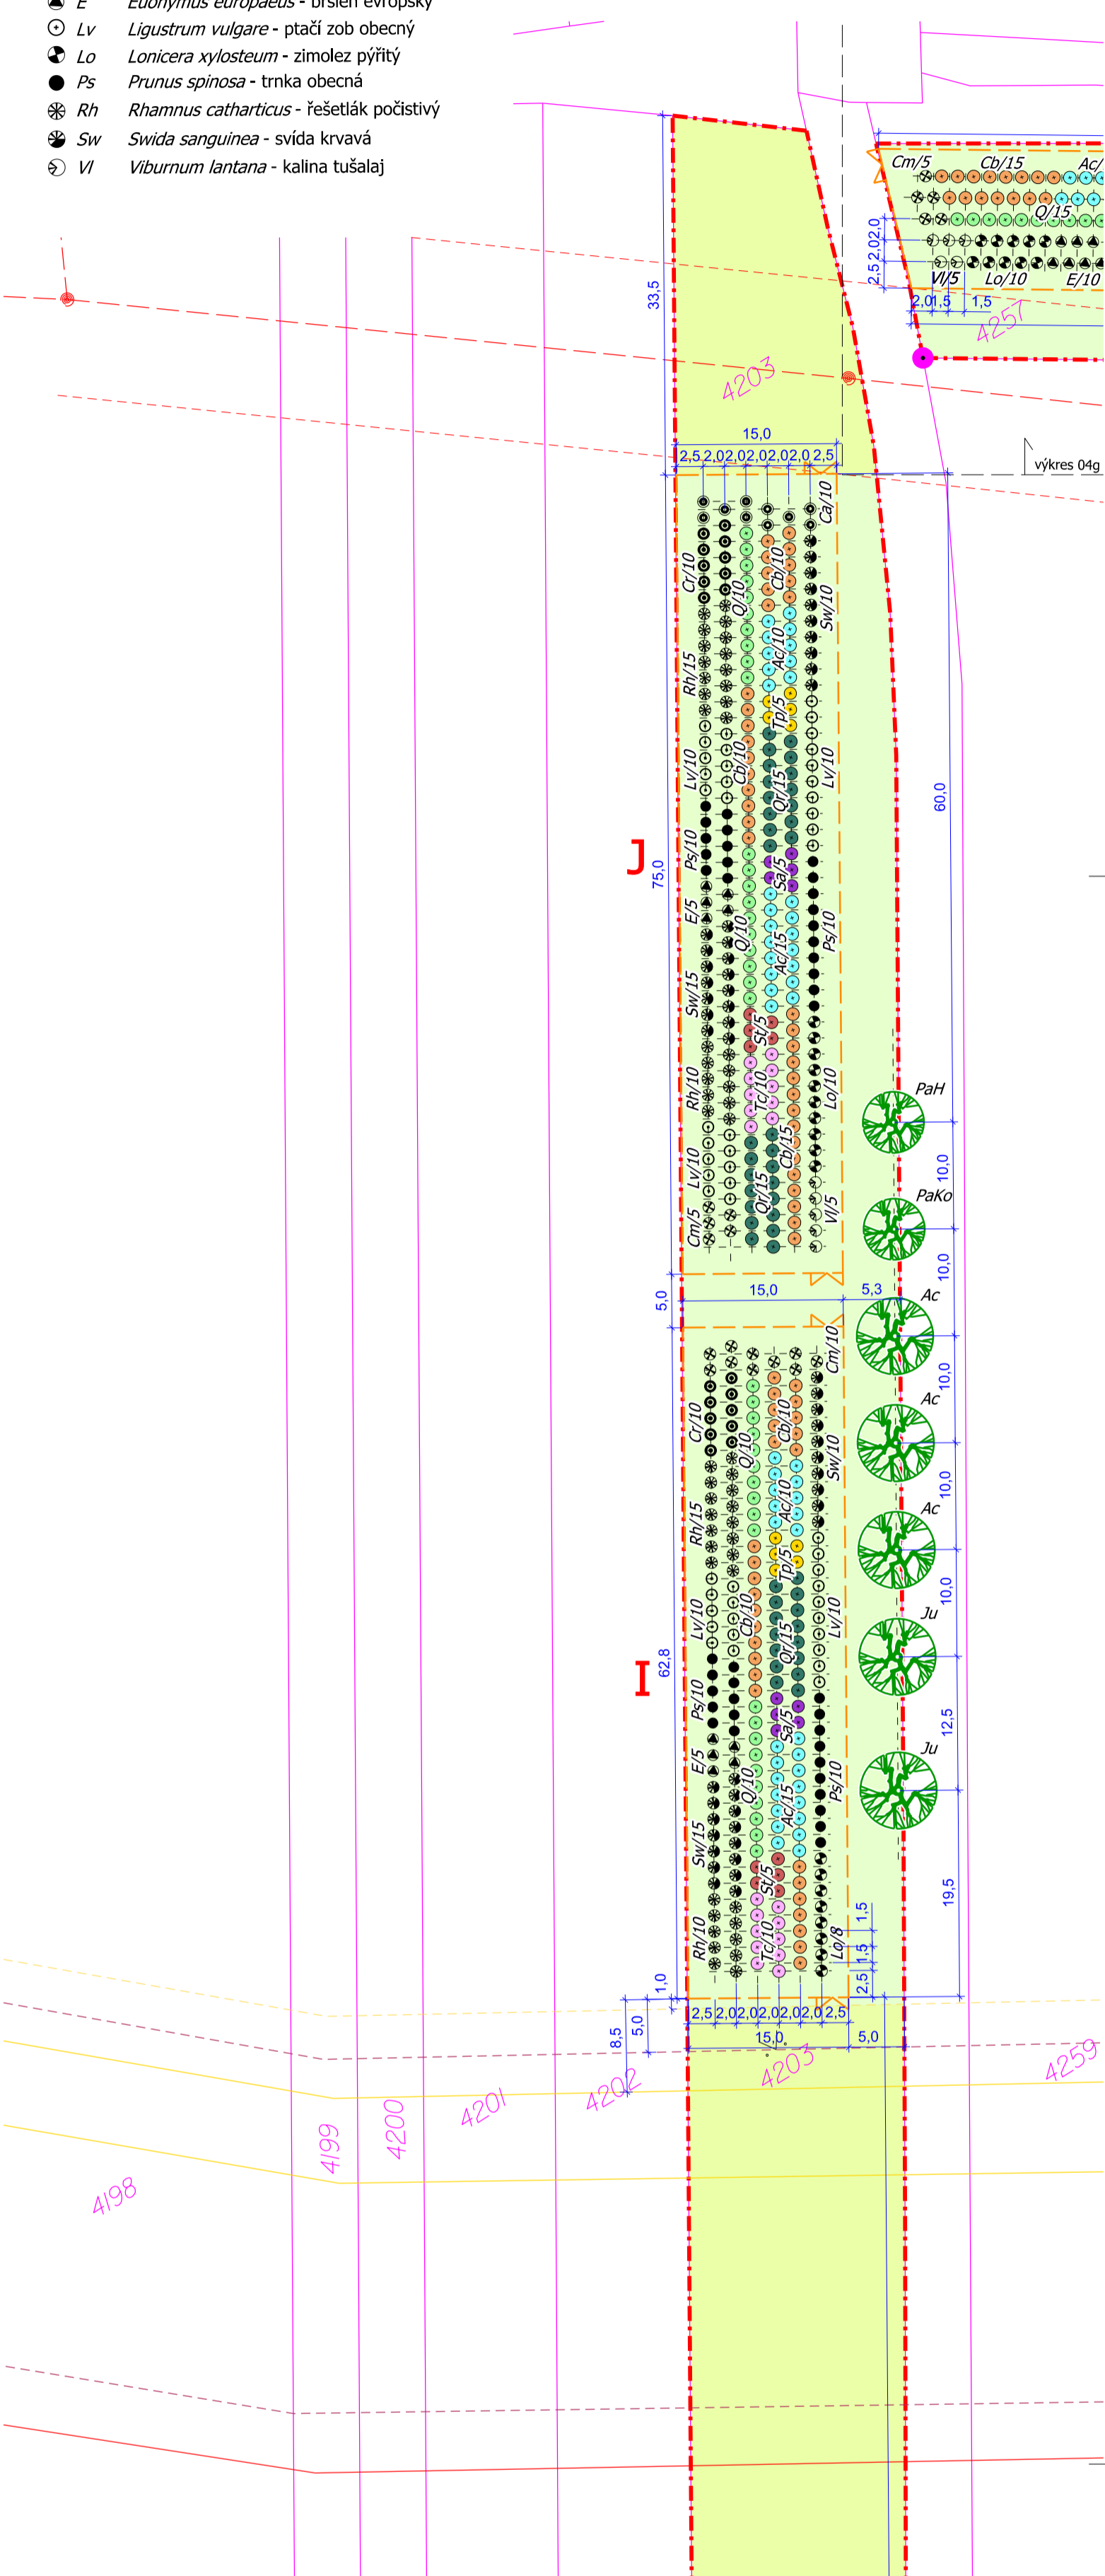 E Euonymus europaeus - brslen evropský
Lv Ligustrum vulgare - ptačí zob obecný
Lo Lonicera xylosteum - zimolez pýřitý
Ps Prunus spinosa - trnka obecná
Rh Rhamnus catharticus - řešetlák počistivý
Sw Swida sanguinea - svída krvavá
Vl Viburnum lantana - kalina tušalaj
Cm/5 Cb/15 Ac/
Q/15
2,0
2,0
2,5
Vl/5 Lo/10 E/10
2,0 1,5 1,5
4257
33,5
4203
15,0
2,5 2,0 2,0 2,0 2,0 2,0 2,5
výkres 04g
Ca/10
Cr/10
Cb/10
Q/10
Sw/10
Rh/15
Ac/10
Tp/5
Lv/10
Cb/10
Lv/10
Qr/15
60,0
J
75,0
Ps/10
Sa/5
E/5
Q/10
Ac/15
Ps/10
Sw/15
St/5
Rh/10
Tc/10
Lo/10
PaH
Cb/15
10,0
Lv/10
Qr/15
PaKo
Cm/5
Vl/5
10,0
5,0
15,0
5,3
Ac
Cm/10
10,0
Ac
Cr/10
Q/10
Cb/10
Sw/10
10,0
Ac
Rh/15
Ac/10
Tp/5
10,0
Ju
Lv/10
Cb/10
Qr/15
Lv/10
I
62,8
Ps/10
Sa/5
12,5
Ju
E/5
Q/10
Ac/15
Ps/10
Sw/15
St/5
19,5
Rh/10
Tc/10
Lo/8
1,5
1,5
2,5
1,0
5,0
8,5
2,5 2,0 2,0 2,0 2,0 2,0 2,5
15,0 5,0
4203
4259
4202
4201
4200
4199
4198